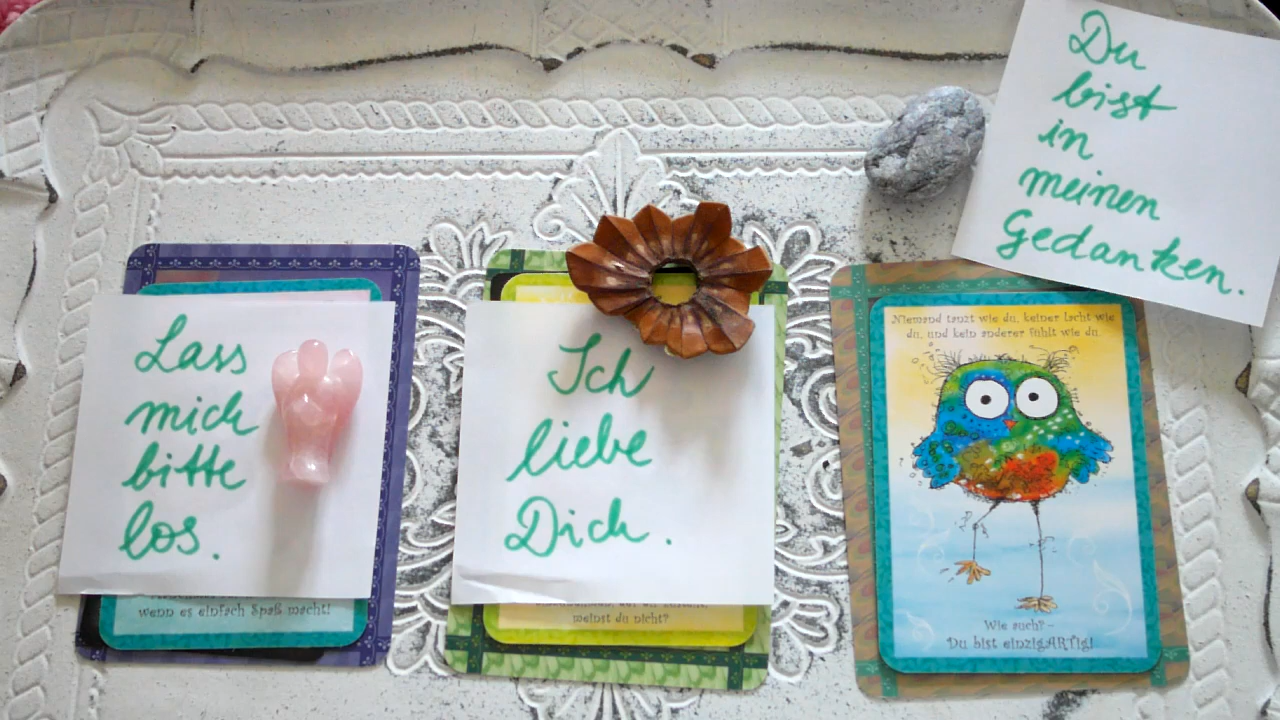 Lass
mich
bitte
los.
wenn es einfach Spaß macht!
Ich
liebe
Dich.
meinst du nicht?
Du
bist
in
meinen
Gedanken.
Niemand tanzt wie du, keiner lacht wie
du, und kein anderer fühlt wie du.
Wie auch? –
Du bist einzigARTig!